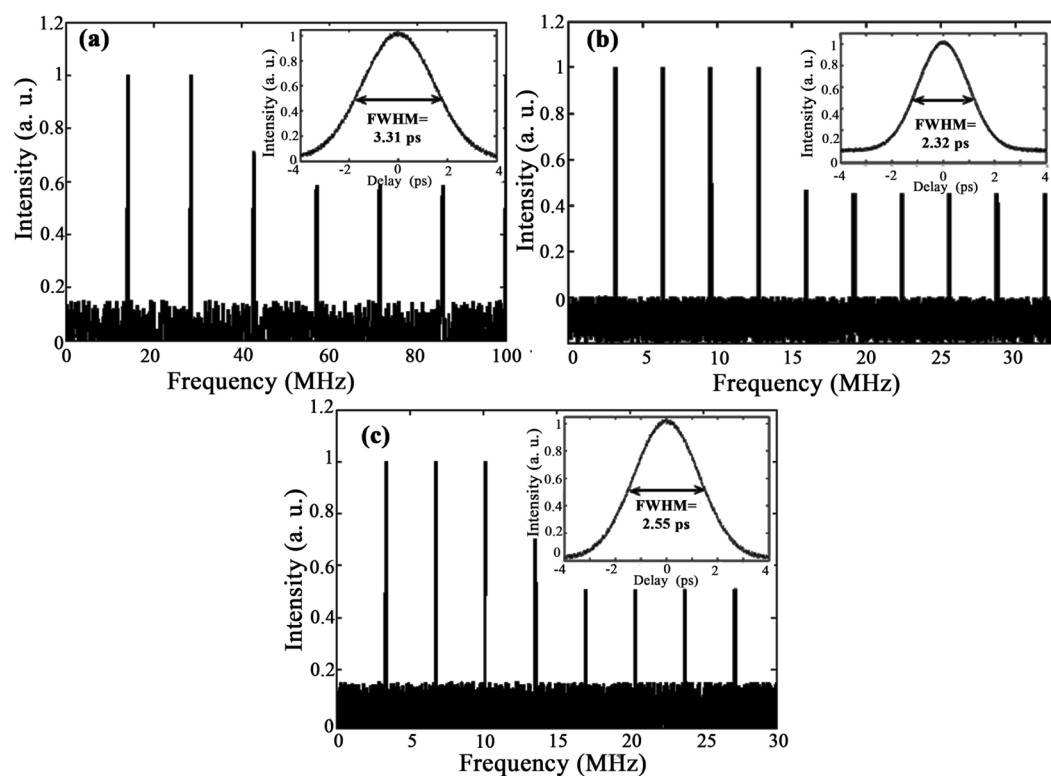 (a)
1.2
1
0.8
0.6
0.4
0.2
0
Intensity (a. u.)
0 20 40 60 80 100
Frequency (MHz)
1
0.8
0.6
0.4
0.2
0
Intensity (a. u.)
FWHM=
3.31 ps
-4 -2 0 2 4
Delay (ps)
(b)
1.2
1
0.8
0.6
0.4
0.2
0
Intensity (a. u.)
0 5 10 15 20 25 30
Frequency (MHz)
1
0.8
0.6
0.4
0.2
0
Intensity (a. u.)
FWHM=
2.32 ps
-4 -2 0 2 4
Delay (ps)
(c)
1.2
1
0.8
0.6
0.4
0.2
0
Intensity (a. u.)
0 5 10 15 20 25 30
Frequency (MHz)
1
0.8
0.6
0.4
0.2
0
Intensity (a. u.)
FWHM=
2.55 ps
-4 -2 0 2 4
Delay (ps)